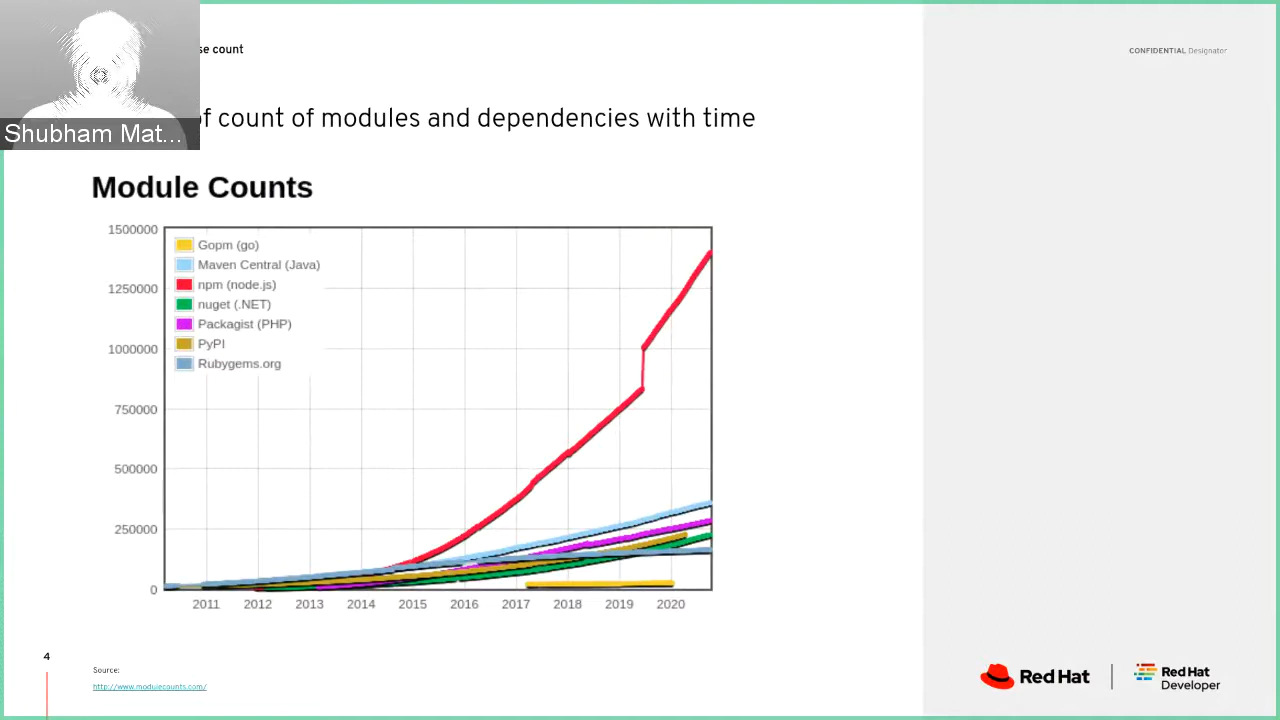 se count
CONFIDENTIAL Designator
of count of modules and dependencies with time
Shubham Mat...
Module Counts
1500000
1250000
1000000
750000
500000
250000
0
Gopm (go)
Maven Central (Java)
npm (node.js)
nuget (.NET)
Packagist (PHP)
PyPI
Rubygems.org
2011 2012 2013 2014 2015 2016 2017 2018 2019 2020
4
Source:
http://www.modulecounts.com/
Red Hat
Red Hat
Developer